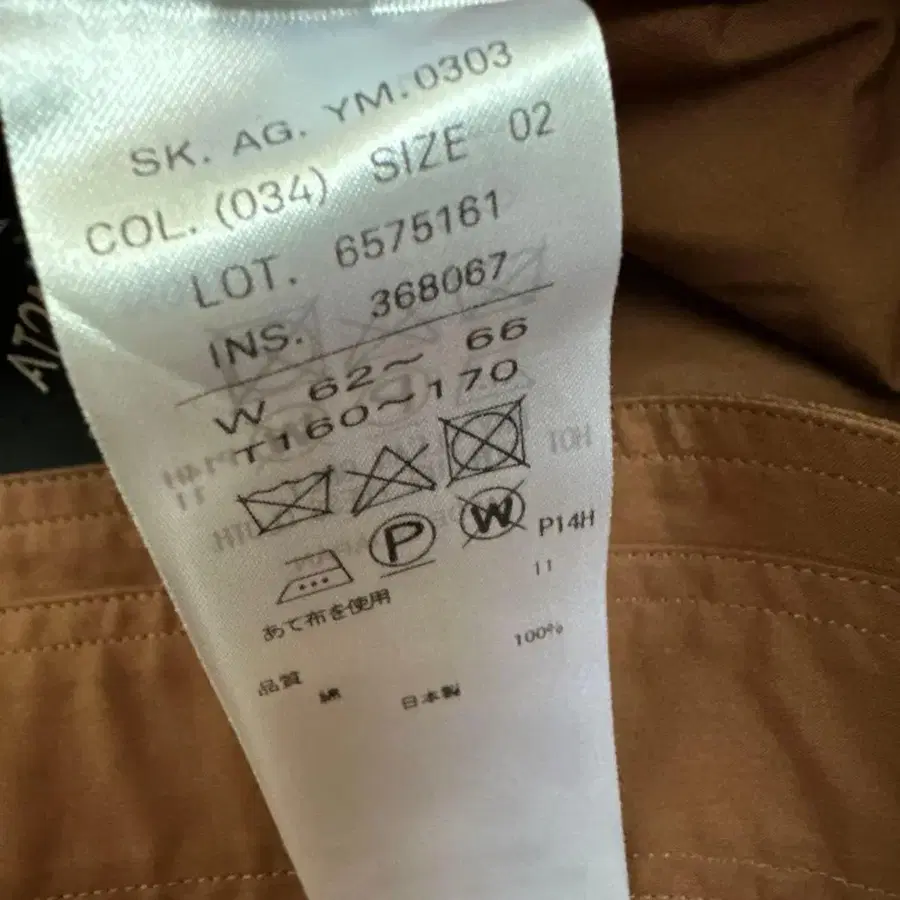 SK. AG. YM.0303
COL. (034) SIZE 02
LOT. 6575161
INS. 368067
W 62～ 66
T160～170
P W P14H
11
あて布を使用
品質
綿 100%
日本製
ATON